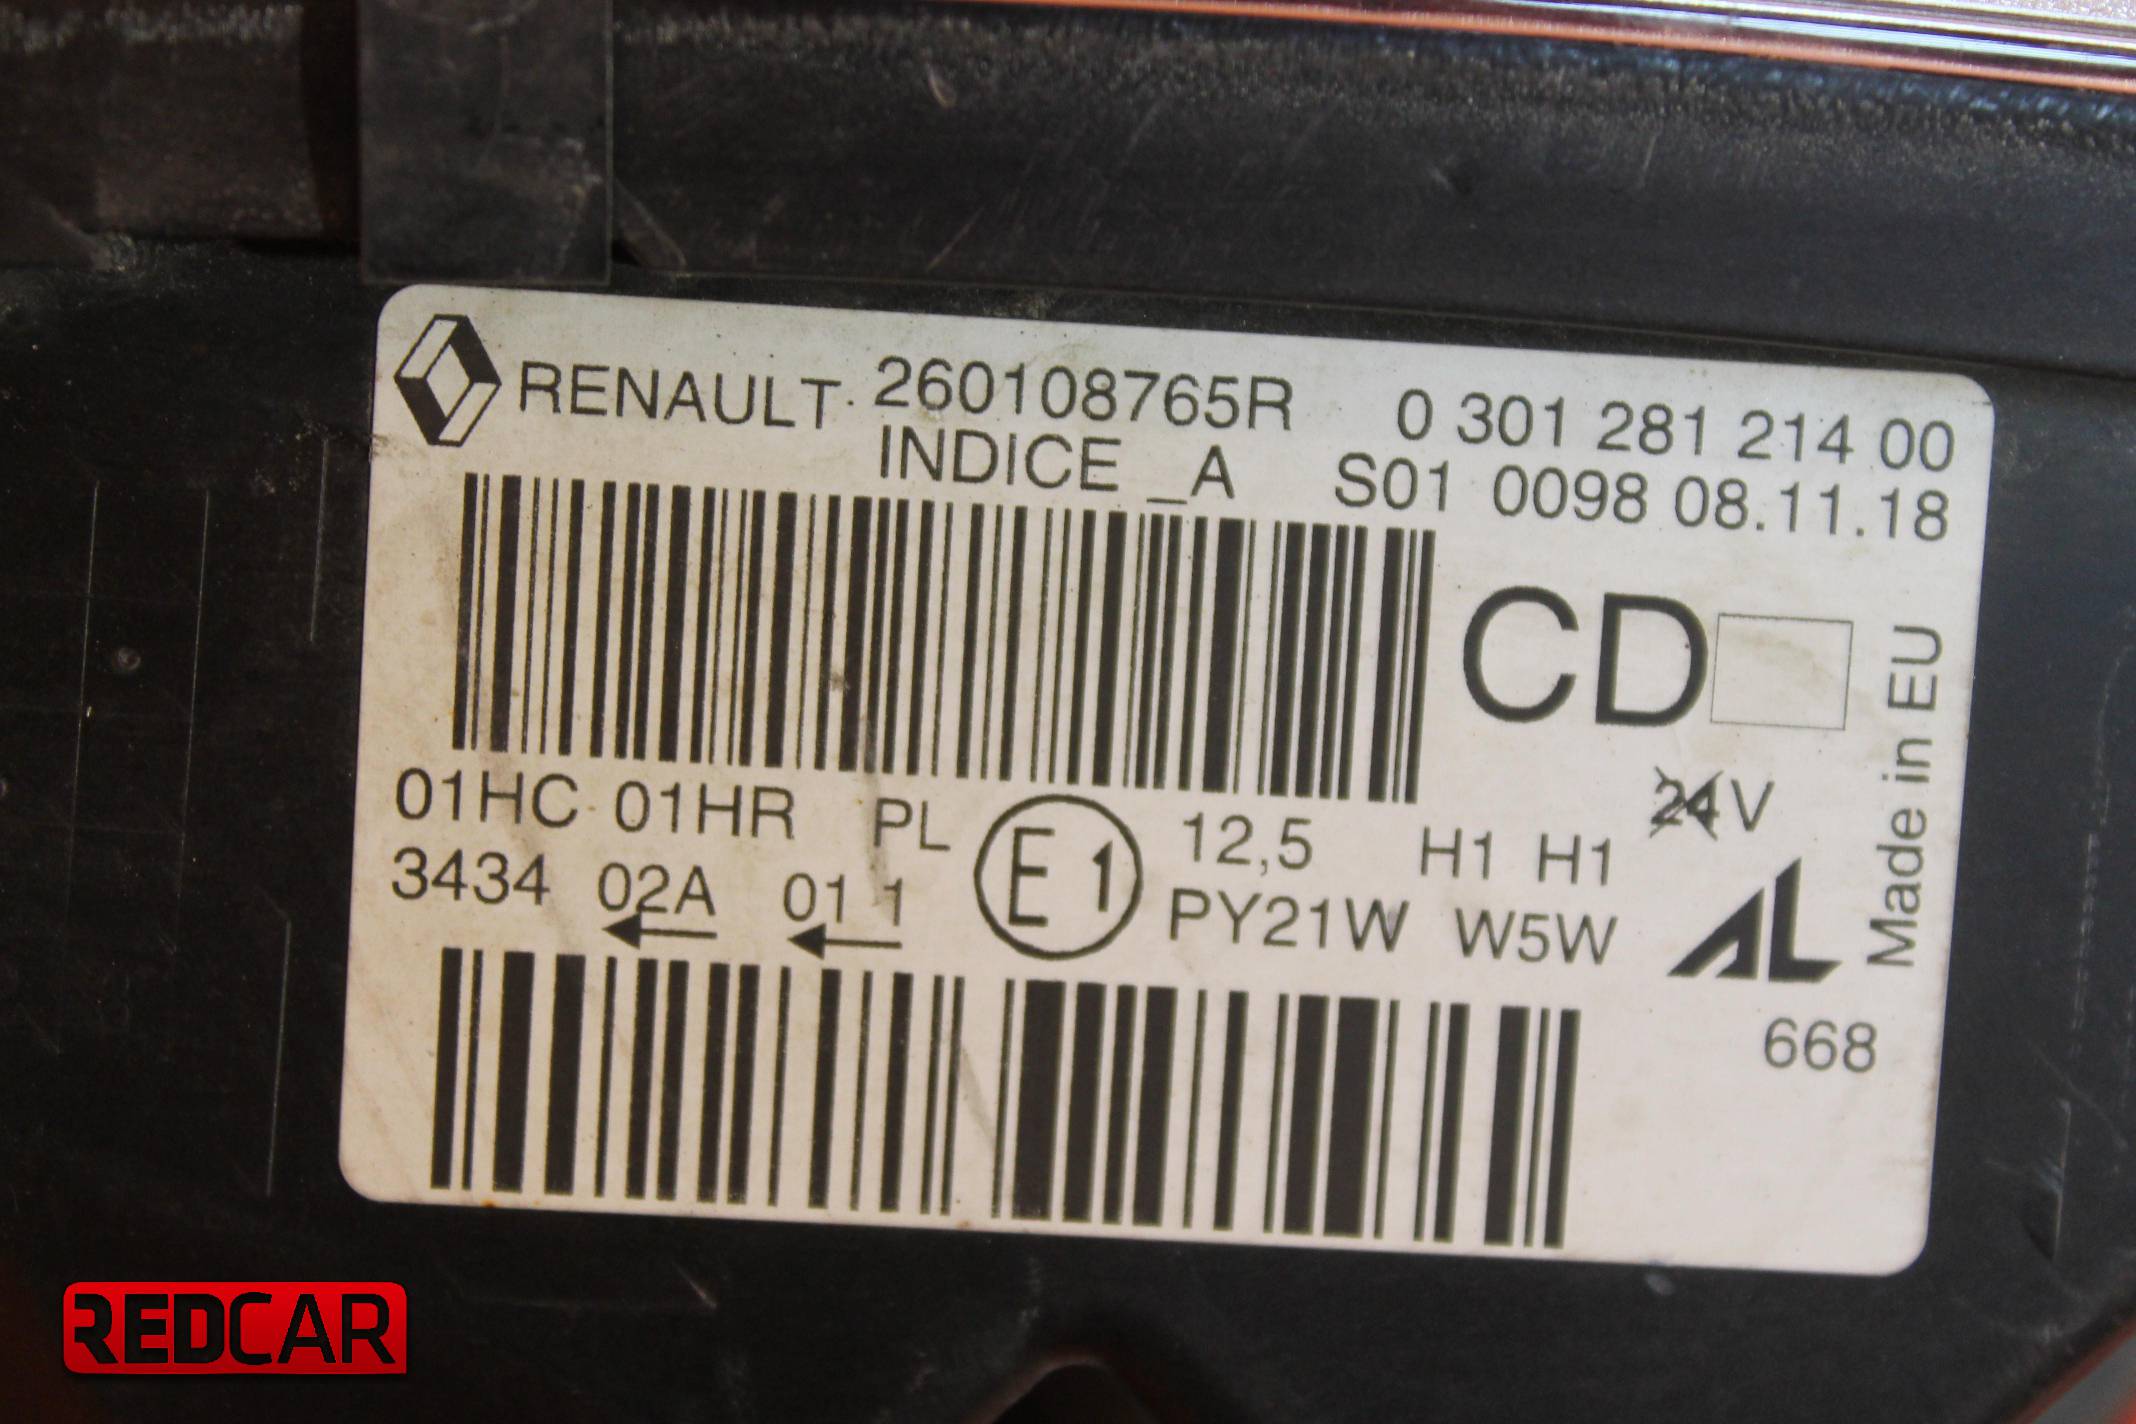 RENAULT 260108765R 0 301 281 214 00
INDICE _A S01 0098 08.11.18
CD
Made in EU
24V
01HC 01HR PL E1 12,5 H1 H1
3434 02A 01 1 PY21W W5W
AL
668
REDCAR